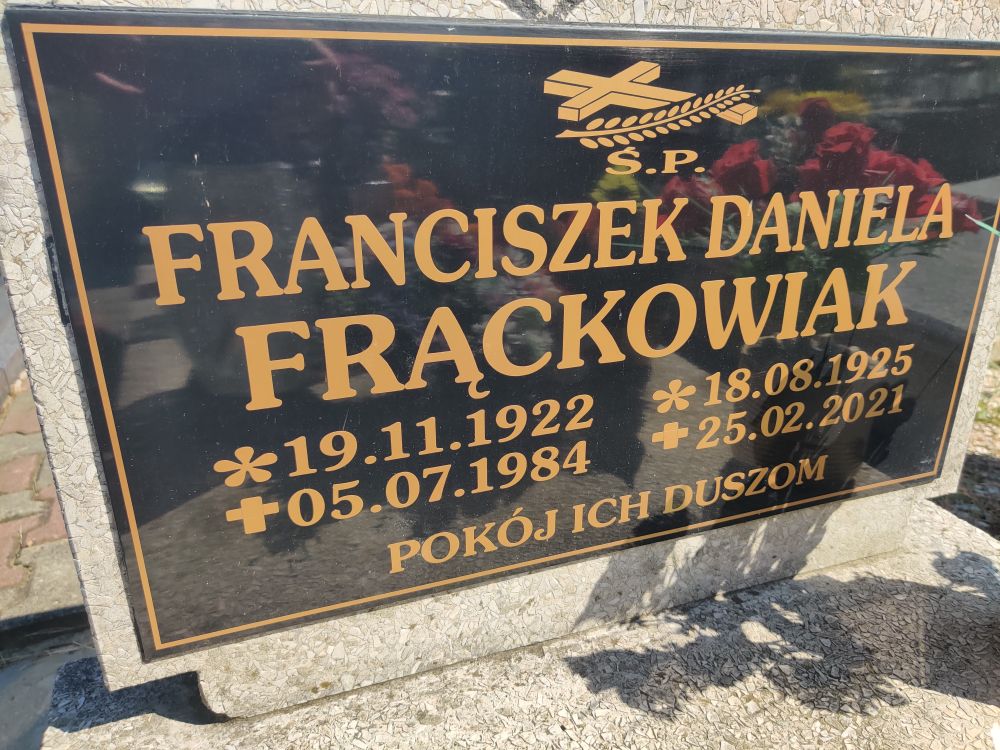 Ś.P.
FRANCISZEK DANIELA
FRĄCKOWIAK
*19.11.1922 *18.08.1925
+05.07.1984 +25.02.2021
POKÓJ ICH DUSZOM